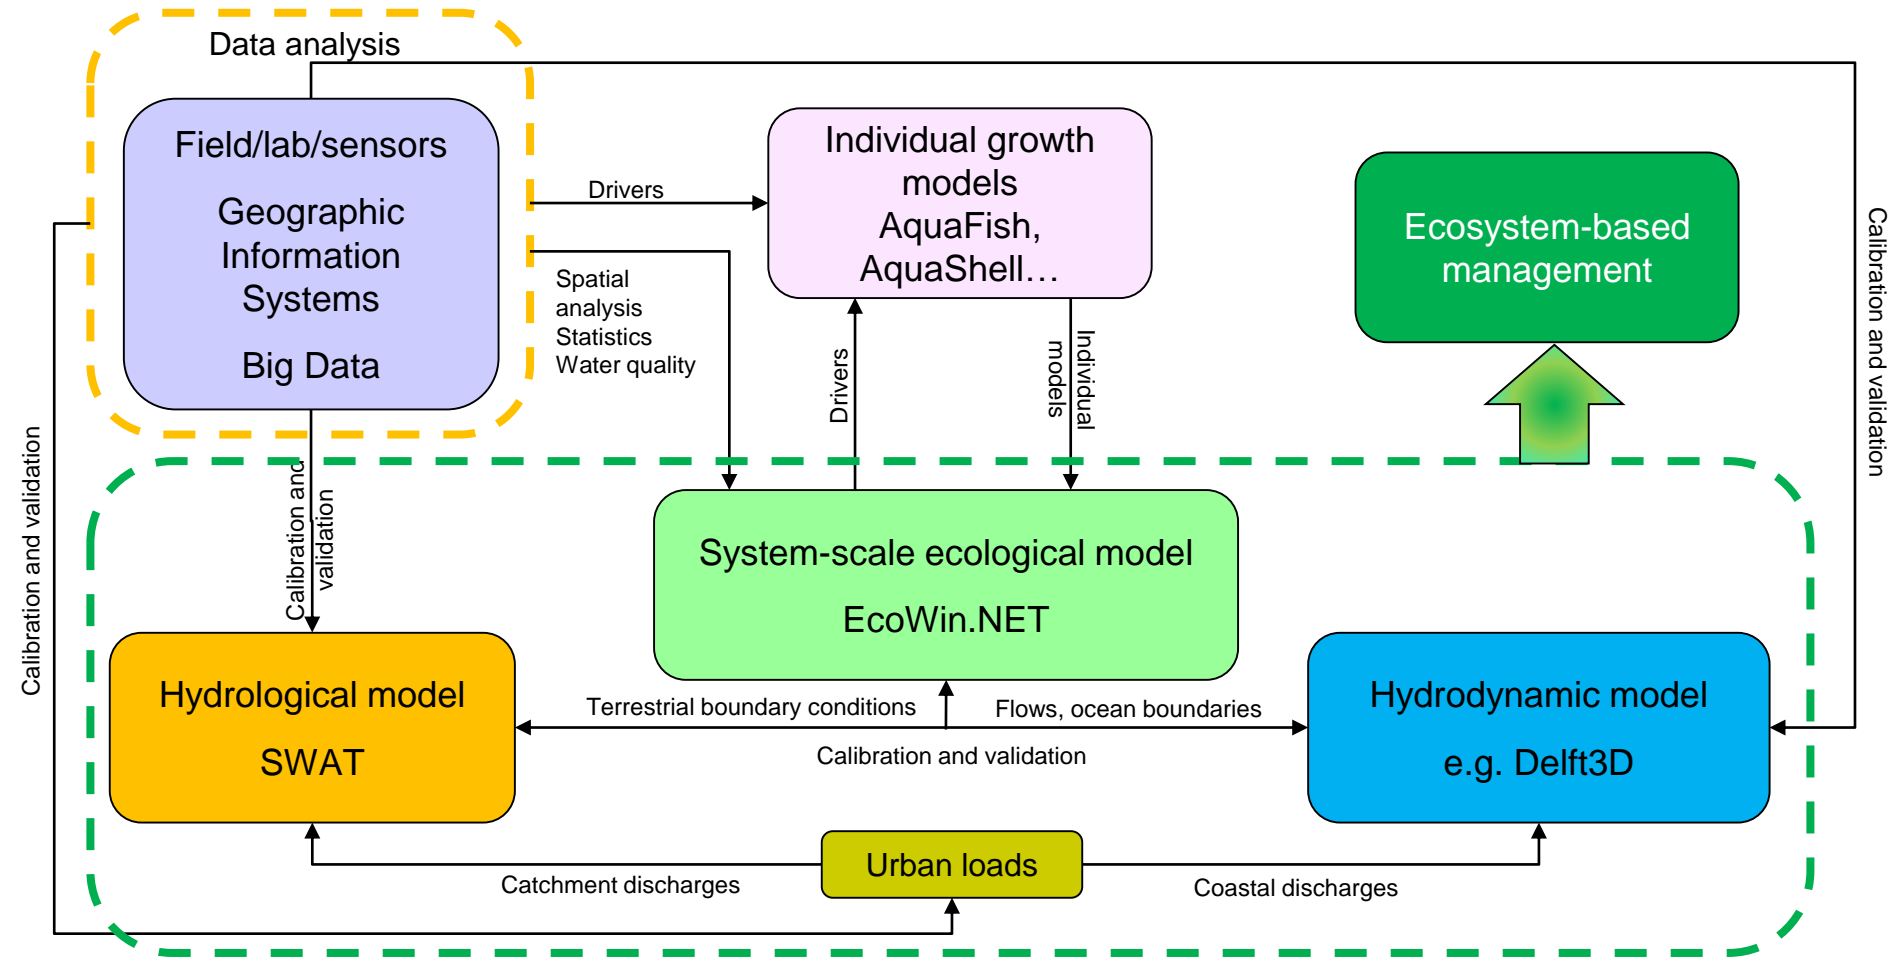 Data analysis
Field/lab/sensors
Geographic
Information
Systems
Big Data
Drivers
Spatial
analysis
Statistics
Water quality
Individual growth
models
AquaFish,
AquaShell…
Ecosystem-based
management
Calibration and validation
Drivers
Individual
models
Calibration and validation
Calibration and
validation
System-scale ecological model
EcoWin.NET
Hydrological model
SWAT
Terrestrial boundary conditions
Flows, ocean boundaries
Calibration and validation
Hydrodynamic model
e.g. Delft3D
Urban loads
Catchment discharges
Coastal discharges